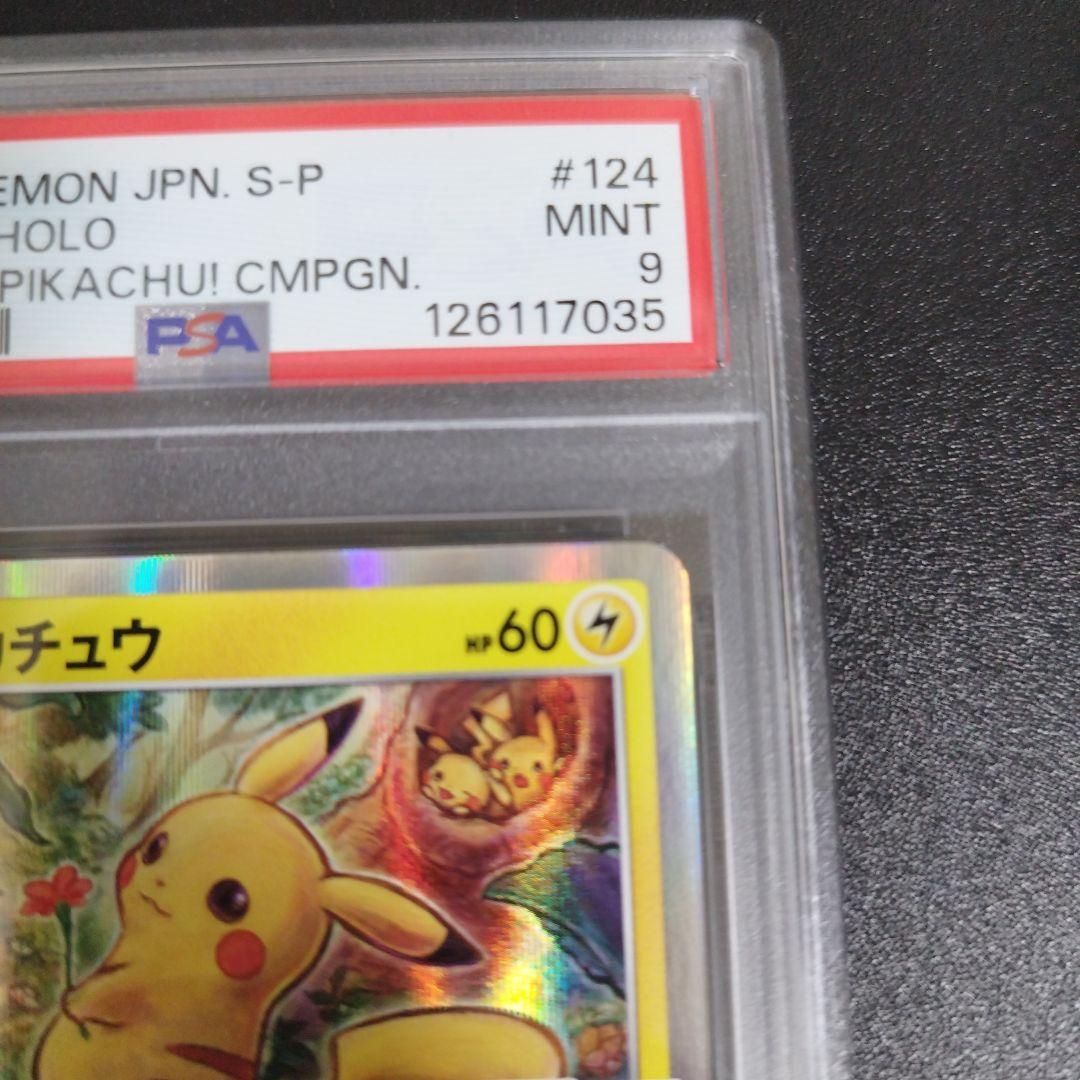 EMON JPN. S-P #124
HOLO MINT
PIKACHU! CMPGN. 9
PSA 126117035
チュウ HP60